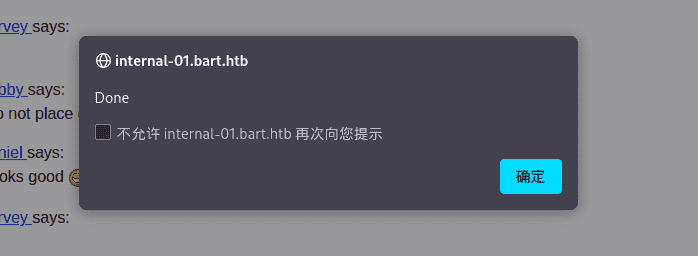 rvey says:
internal-01.bart.htb
bby says:
not place
Done
不允许 internal-01.bart.htb 再次向您提示
niel says:
oks good 😂
确定
rvey says: